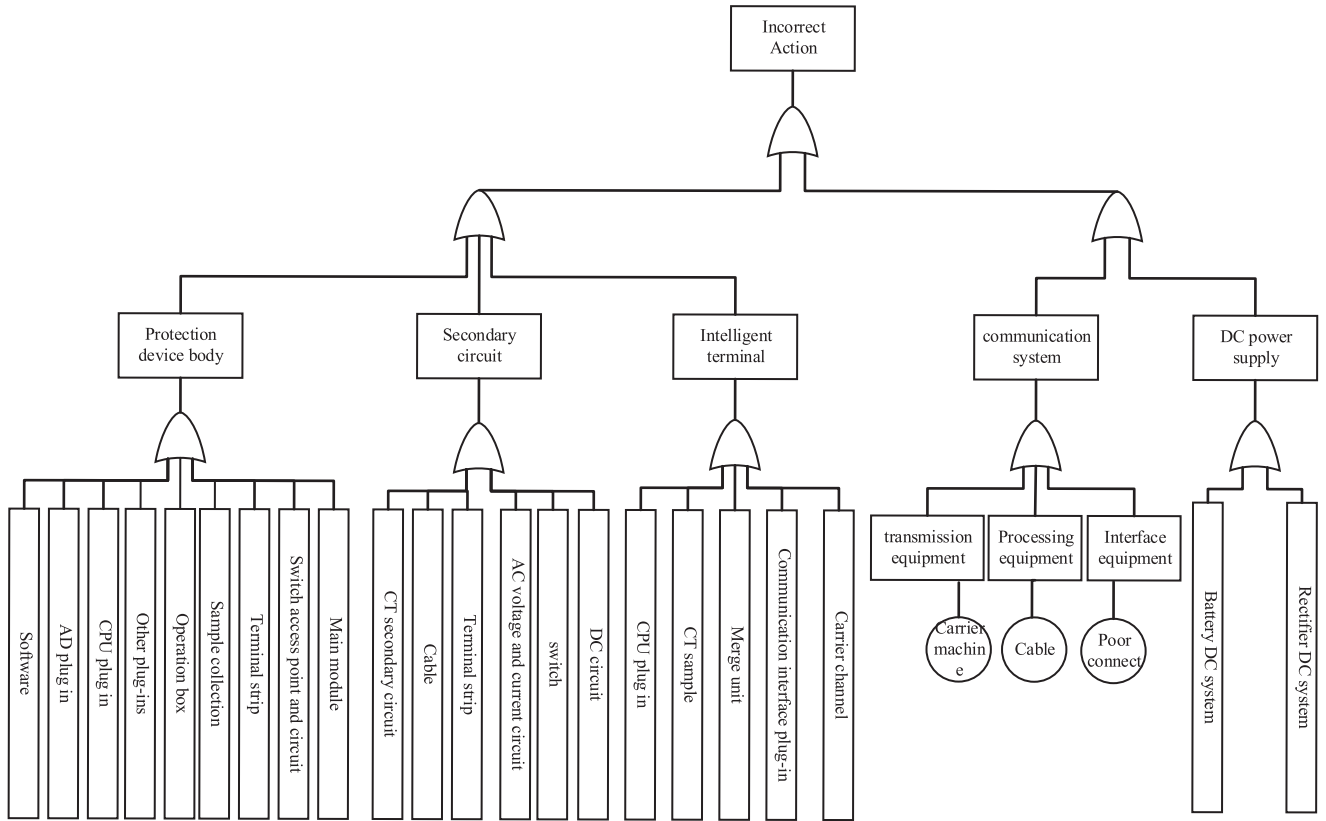 Incorrect
Action
Protection
device body
Secondary
circuit
Intelligent
terminal
communication
system
DC power
supply
Software
AD plug in
CPU plug in
Other plug-ins
Operation box
Sample collection
Terminal strip
Switch access point and circuit
Main module
CT secondary circuit
Cable
Terminal strip
AC voltage and current circuit
switch
DC circuit
CPU plug in
CT sample
Merge unit
Communication interface plug-in
Carrier channel
transmission
equipment
Processing
equipment
Interface
equipment
Carrier
machin
e
Cable
Poor
connect
Battery DC system
Rectifier DC system